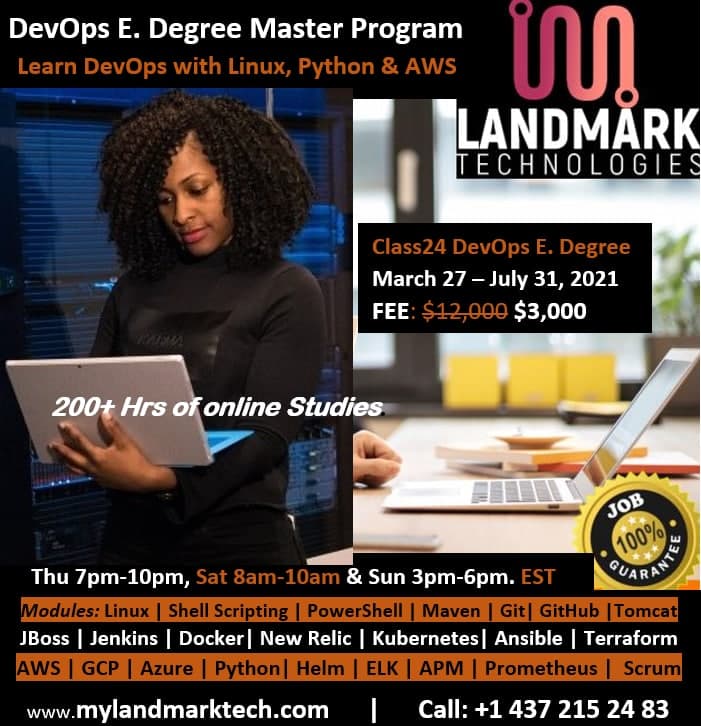 DevOps E. Degree Master Program
Learn DevOps with Linux, Python & AWS
LANDMARK
TECHNOLOGIES
Class24 DevOps E. Degree
March 27 – July 31, 2021
FEE: $12,000 $3,000
200+ Hrs of online Studies.
JOB
100%
GUARANTEE
Thu 7pm-10pm, Sat 8am-10am & Sun 3pm-6pm. EST
Modules: Linux | Shell Scripting | PowerShell | Maven | Git| GitHub |Tomcat
JBoss | Jenkins | Docker| New Relic | Kubernetes| Ansible | Terraform
AWS | GCP | Azure | Python| Helm | ELK | APM | Prometheus | Scrum
www.mylandmarktech.com | Call: +1 437 215 24 83